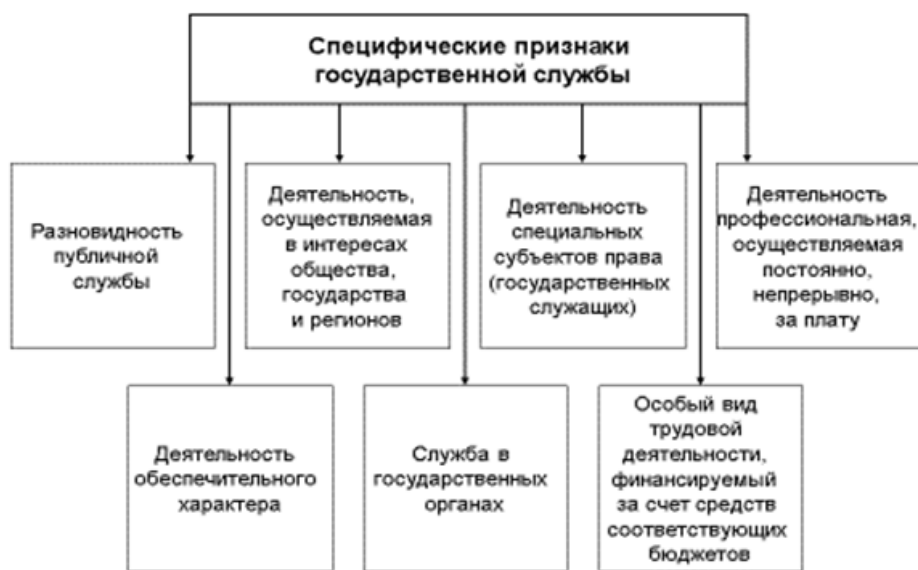 Специфические признаки
государственной службы
Разновидность
публичной
службы
Деятельность,
осуществляемая
в интересах
общества,
государства
и регионов
Деятельность
специальных
субъектов права
(государственных
служащих)
Деятельность
профессиональная,
осуществляемая
постоянно,
непрерывно,
за плату
Деятельность
обеспечительного
характера
Служба в
государственных
органах
Особый вид
трудовой
деятельности,
финансируемый
за счет средств
соответствующих
бюджетов